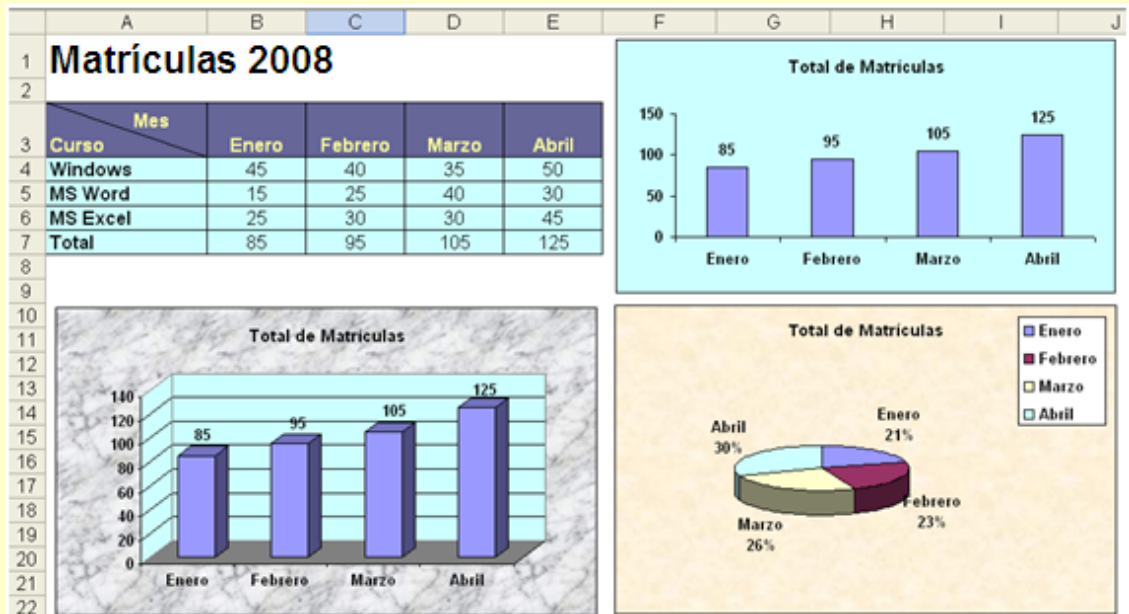 A B C D E F G H I J
1 Matrículas 2008
2
Mes
3 Curso Enero Febrero Marzo Abril
4 Windows 45 40 35 50
5 MS Word 15 25 40 30
6 MS Excel 25 30 30 45
7 Total 85 95 105 125
8
9
10
11
12
13
14
15
16
17
18
19
20
21
22
Total de Matrículas
150
100
50
0
85 95 105 125
Enero Febrero Marzo Abril
Total de Matrículas
140
120
100
80
60
40
20
0
85 95 105 125
Enero Febrero Marzo Abril
Total de Matrículas
Enero
Febrero
Marzo
Abril
Enero
21%
Febrero
23%
Marzo
26%
Abril
30%